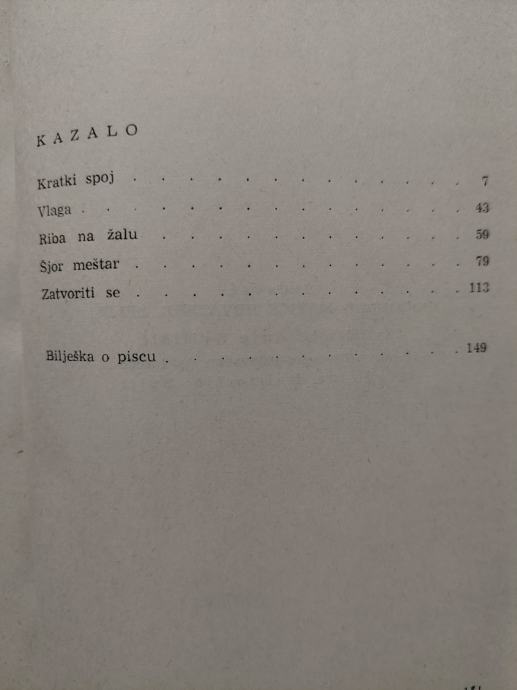 KAZALO
Kratki spoj . . . . . . . . . . . . 7
Vlaga . . . . . . . . . . . . . . 43
Riba na žalu . . . . . . . . . . . . 59
Šjor meštar . . . . . . . . . . . . 79
Zatvoriti se . . . . . . . . . . . . 113
Bilješka o piscu . . . . . . . . . . . 149